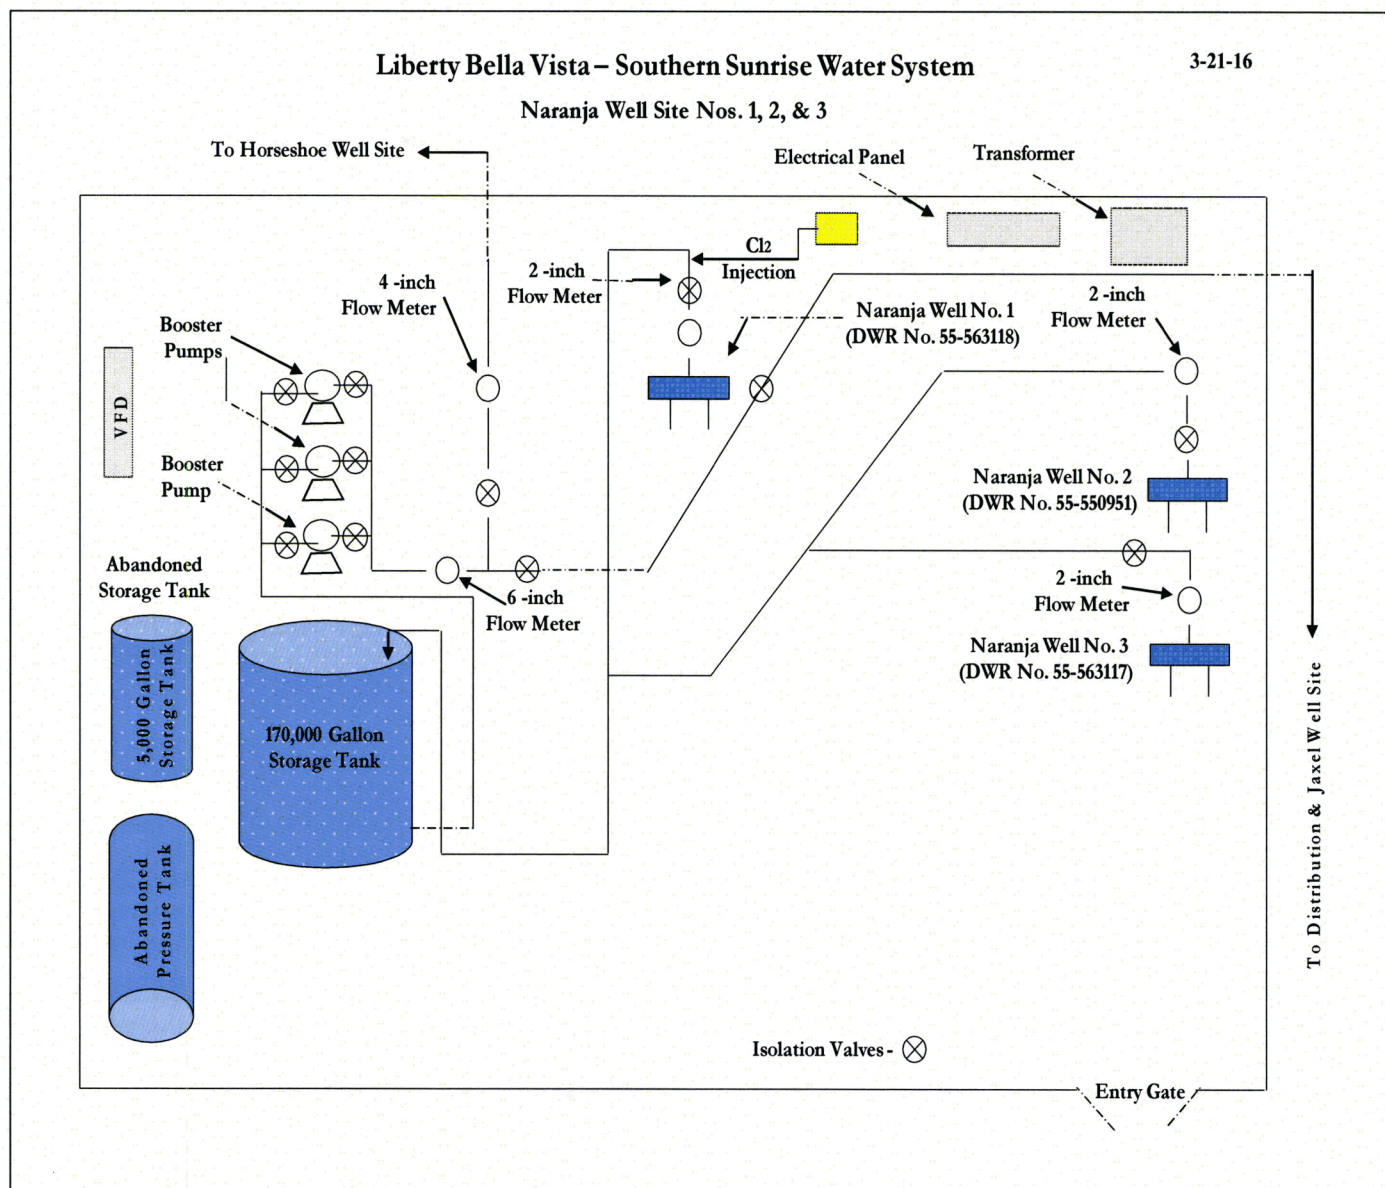 Liberty Bella Vista – Southern Sunrise Water System
3-21-16
Naranja Well Site Nos. 1, 2, & 3
To Horseshoe Well Site
Electrical Panel
Transformer
Cl2
Injection
2 -inch
Flow Meter
4 -inch
Flow Meter
Naranja Well No. 1
(DWR No. 55-563118)
2 -inch
Flow Meter
Booster
Pumps
VFD
Booster
Pump
Naranja Well No. 2
(DWR No. 55-550951)
Abandoned
Storage Tank
6 -inch
Flow Meter
2 -inch
Flow Meter
Naranja Well No. 3
(DWR No. 55-563117)
5,000 Gallon
Storage Tank
170,000 Gallon
Storage Tank
To Distribution & Jaxel Well Site
Abandoned
Pressure Tank
Isolation Valves -
Entry Gate